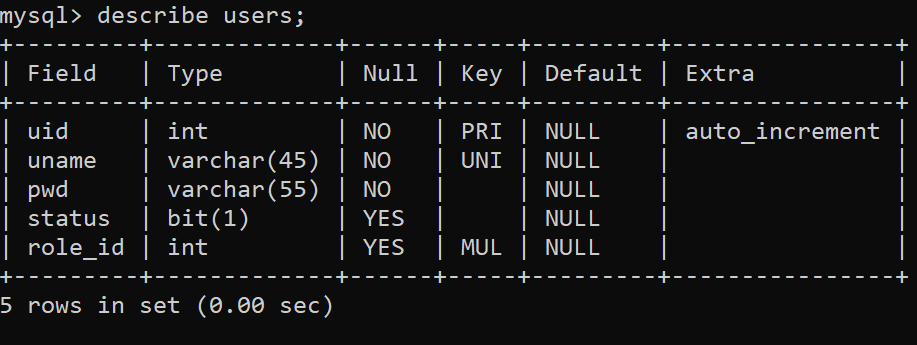 mysql> describe users;
+---------+-------------+------+-----+---------+----------------+
| Field   | Type        | Null | Key | Default | Extra          |
+---------+-------------+------+-----+---------+----------------+
| uid     | int         | NO   | PRI | NULL    | auto_increment |
| uname   | varchar(45) | NO   | UNI | NULL    |                |
| pwd     | varchar(55) | NO   |     | NULL    |                |
| status  | bit(1)      | YES  |     | NULL    |                |
| role_id | int         | YES  | MUL | NULL    |                |
+---------+-------------+------+-----+---------+----------------+
5 rows in set (0.00 sec)